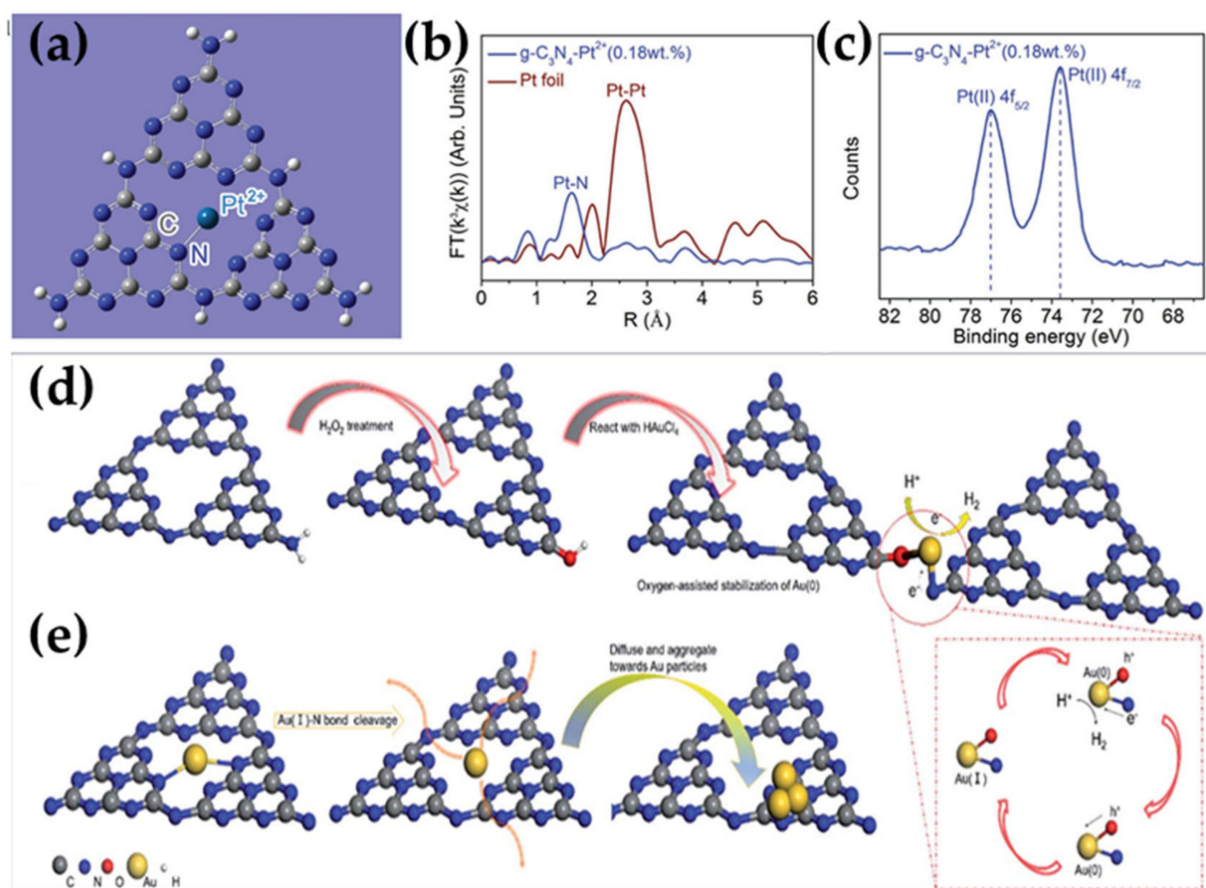 (a)
C
N
Pt²⁺
(b)
g-C₃N₄-Pt²⁺(0.18wt.%)
Pt foil
Pt-Pt
Pt-N
FT(k³χ(k)) (Arb. Units)
0 1 2 3 4 5 6
R (Å)
(c)
g-C₃N₄-Pt²⁺(0.18wt.%)
Pt(II) 4f₇/₂
Pt(II) 4f₅/₂
Counts
82 80 78 76 74 72 70 68
Binding energy (eV)
(d)
H₂O₂ treatment
React with HAuCl₄
H⁺
H₂
e⁻
e⁻
Oxygen-assisted stabilization of Au(0)
(e)
Au(Ⅰ)-N bond cleavage
Diffuse and aggregate
towards Au particles
h⁺
Au(0)
H⁺
e⁻
H₂
Au(Ⅰ)
h⁺
Au(0)
C N O Au H